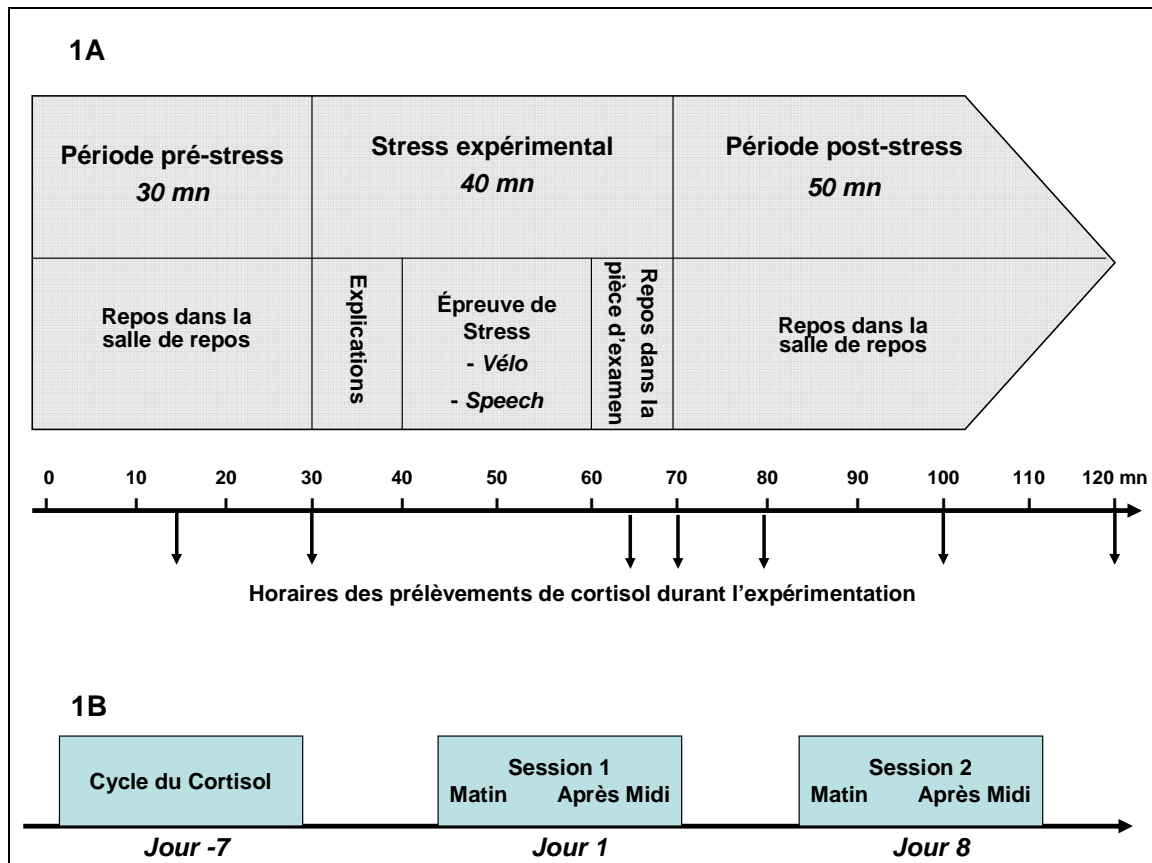 1A
Période pré-stress
30 mn
Stress expérimental
40 mn
Période post-stress
50 mn
Repos dans la
salle de repos
Explications
Épreuve de
Stress
- Vélo
- Speech
Repos dans la
pièce d'examen
Repos dans la
salle de repos
0 10 20 30 40 50 60 70 80 90 100 110 120 mn
Horaires des prélèvements de cortisol durant l'expérimentation
1B
Cycle du Cortisol
Session 1
Matin Après Midi
Session 2
Matin Après Midi
Jour -7 Jour 1 Jour 8